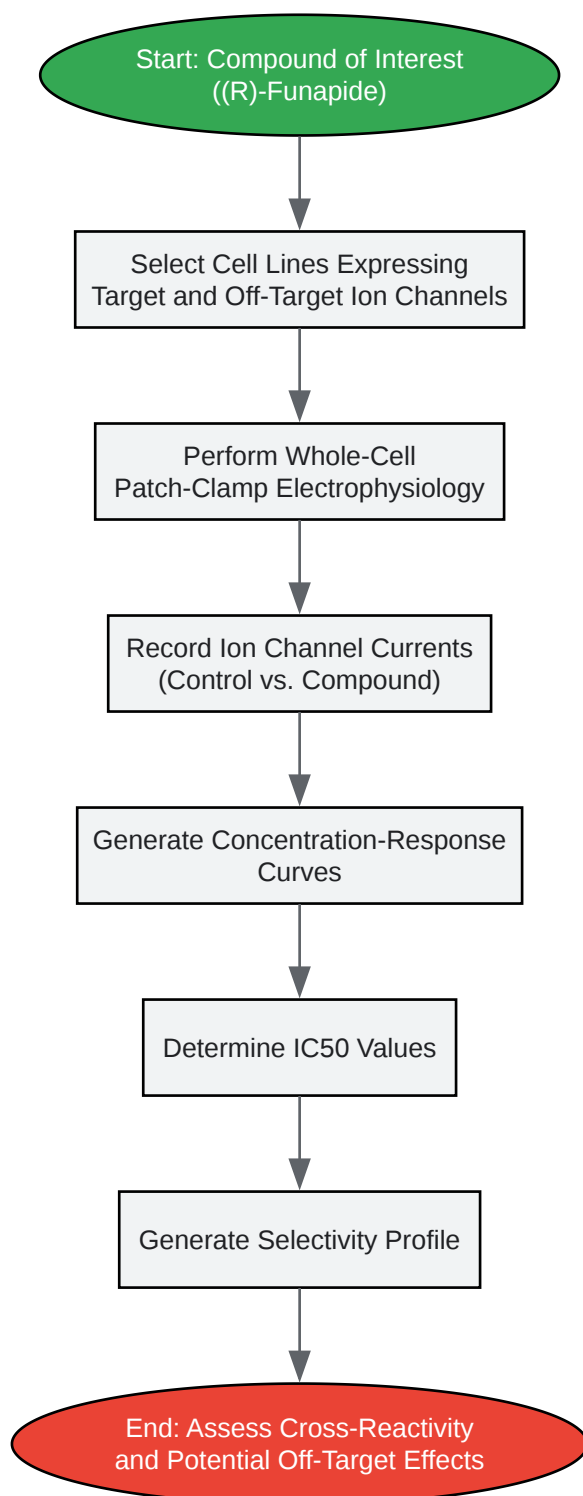 Start: Compound of Interest
((R)-Funapide)
Select Cell Lines Expressing
Target and Off-Target Ion Channels
Perform Whole-Cell
Patch-Clamp Electrophysiology
Record Ion Channel Currents
(Control vs. Compound)
Generate Concentration-Response
Curves
Determine IC50 Values
Generate Selectivity Profile
End: Assess Cross-Reactivity
and Potential Off-Target Effects